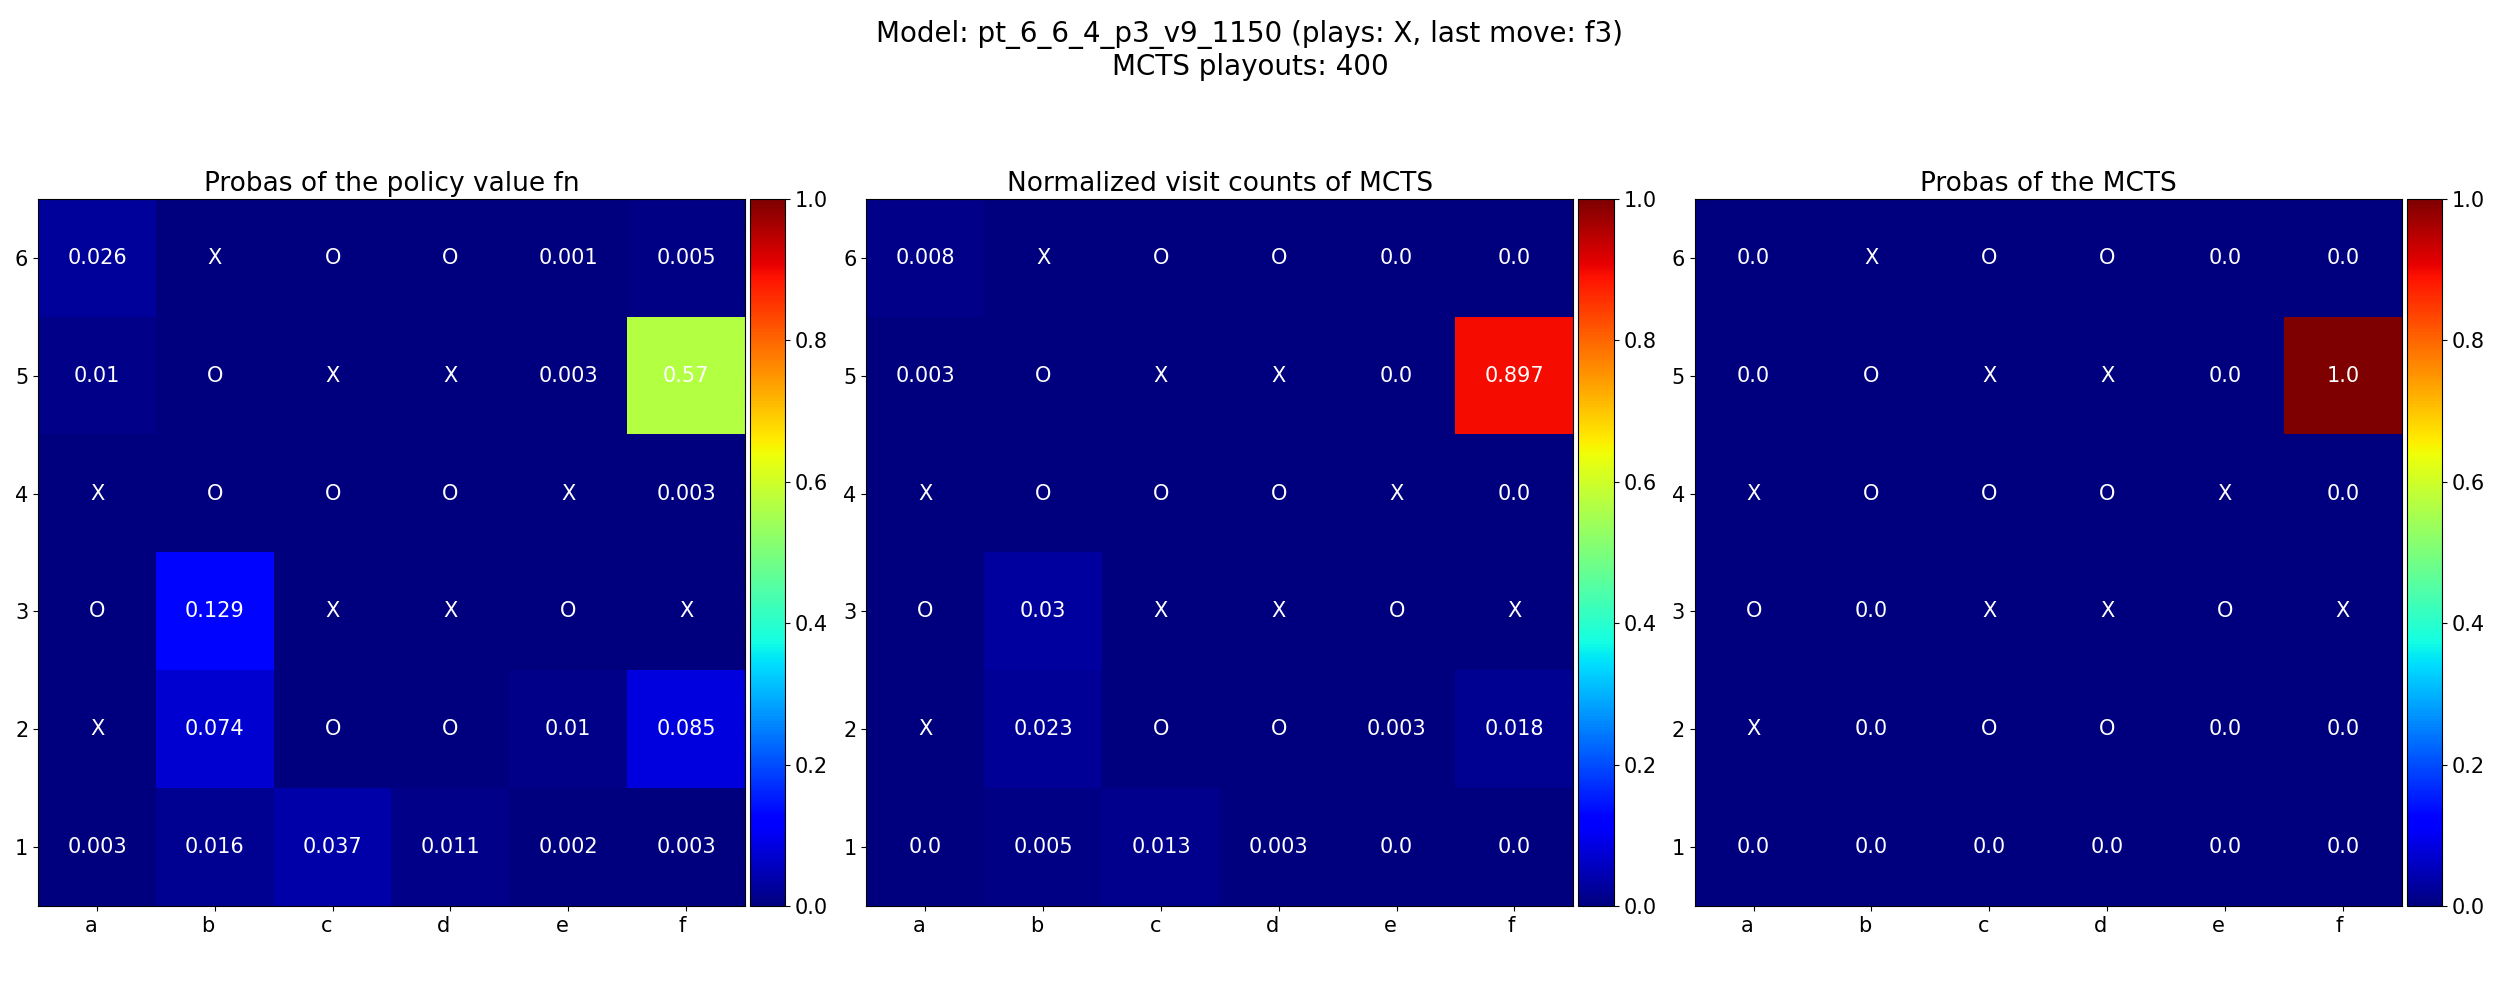 Model: pt_6_6_4_p3_v9_1150 (plays: X, last move: f3)
MCTS playouts: 400
Probas of the policy value fn
1.0
6 0.026 X O O 0.001 0.005
5 0.01 O X X 0.003 0.57
0.8
4 X O O O X 0.003
0.6
3 O 0.129 X X O X
0.4
2 X 0.074 O O 0.01 0.085
0.2
1 0.003 0.016 0.037 0.011 0.002 0.003
0.0
a b c d e f
Normalized visit counts of MCTS
1.0
6 0.008 X O O 0.0 0.0
5 0.003 O X X 0.0 0.897
0.8
4 X O O O X 0.0
0.6
3 O 0.03 X X O X
0.4
2 X 0.023 O O 0.003 0.018
0.2
1 0.0 0.005 0.013 0.003 0.0 0.0
0.0
a b c d e f
Probas of the MCTS
1.0
6 0.0 X O O 0.0 0.0
5 0.0 O X X 0.0 1.0
0.8
4 X O O O X 0.0
0.6
3 O 0.0 X X O X
0.4
2 X 0.0 O O 0.0 0.0
0.2
1 0.0 0.0 0.0 0.0 0.0 0.0
0.0
a b c d e f